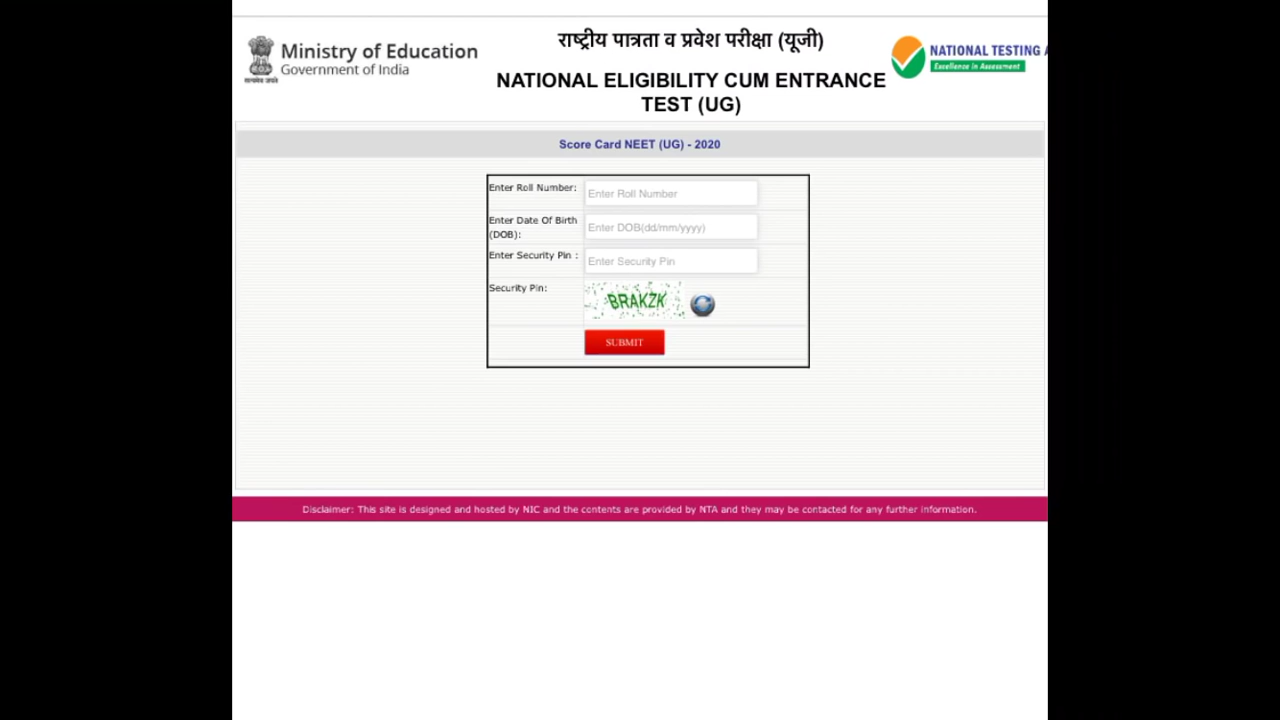 Ministry of Education
Government of India
सत्यमेव जयते
राष्ट्रीय पात्रता व प्रवेश परीक्षा (यूजी)
NATIONAL ELIGIBILITY CUM ENTRANCE
TEST (UG)
NATIONAL TESTING
Excellence in Assessment
Score Card NEET (UG) - 2020
Enter Roll Number:
Enter Roll Number
Enter Date Of Birth
(DOB):
Enter DOB(dd/mm/yyyy)
Enter Security Pin :
Enter Security Pin
Security Pin:
BRAKZK
SUBMIT
Disclaimer: This site is designed and hosted by NIC and the contents are provided by NTA and they may be contacted for any further information.